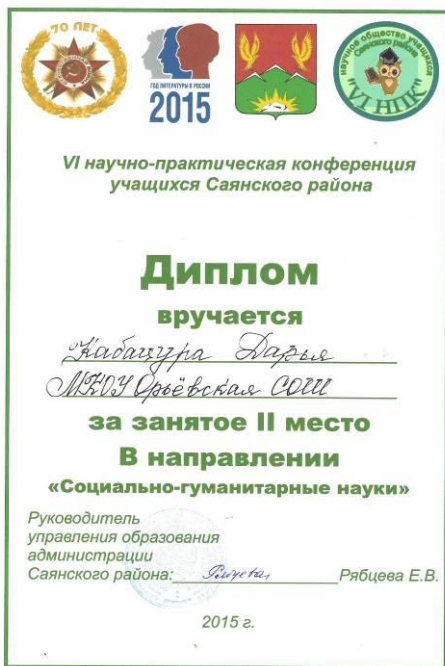 70 ЛЕТ
ГОД ЛИТЕРАТУРЫ В РОССИИ
2015
научное общество учащихся
Саянского района
"VI НПК"
VI научно-практическая конференция
учащихся Саянского района
Диплом
вручается
Кабацура Дарья
МКОУ Орьёвская СОШ
за занятое II место
В направлении
«Социально-гуманитарные науки»
Руководитель
управления образования
администрации
Саянского района:
Рябцева Е.В.
2015 г.